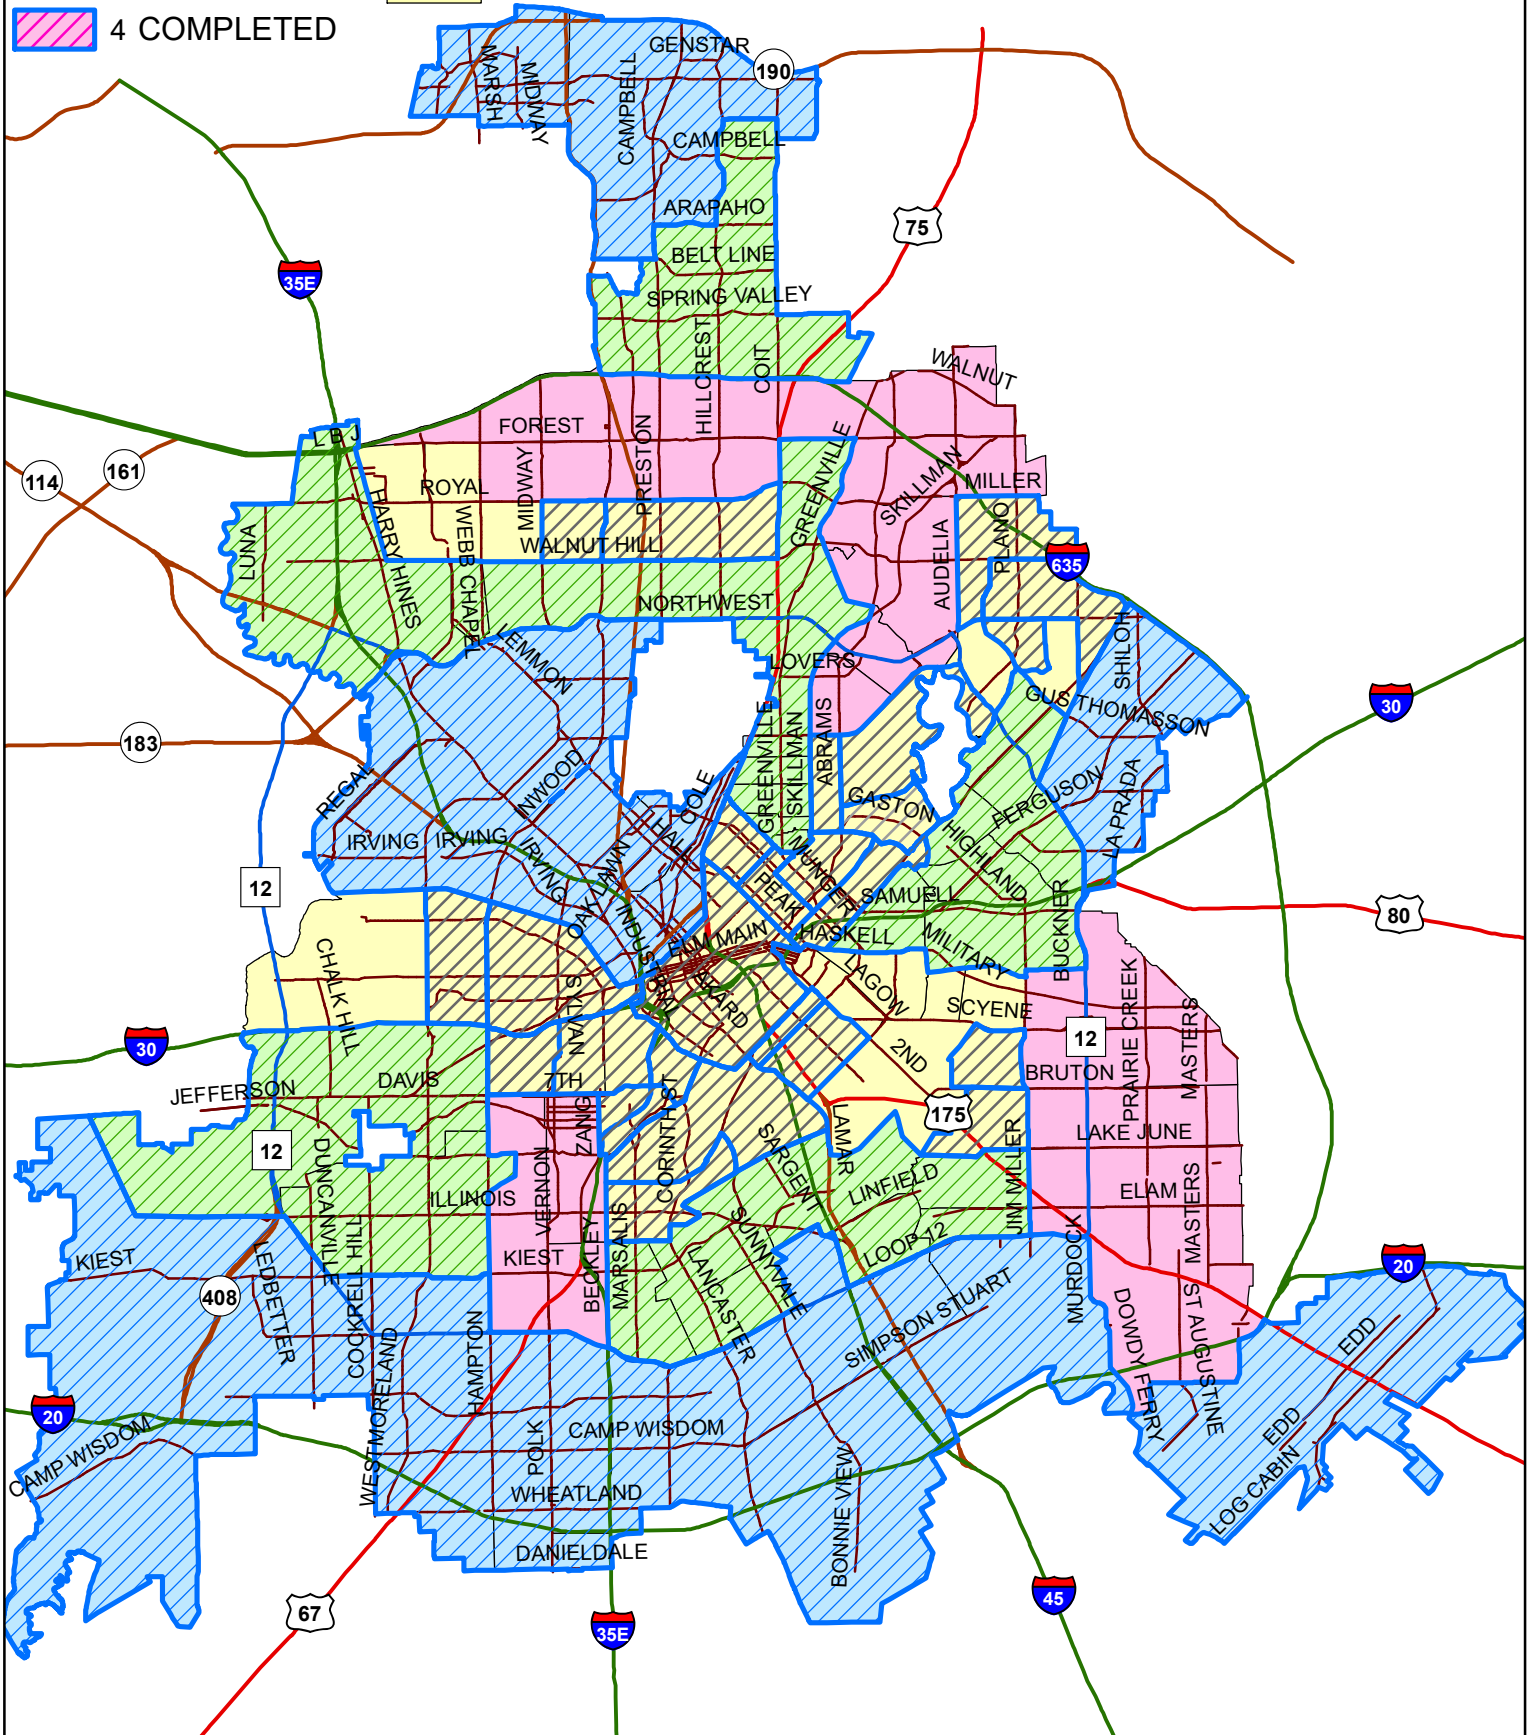 4 COMPLETED
GENSTAR
190
MARSH
MIDWAY
CAMPBELL
CAMPBELL
ARAPAHO
75
BELT LINE
35E
SPRING VALLEY
HILLCREST
COIT
WALNUT
L B J
FOREST
PRESTON
GREENVILLE
SKILLMAN
MILLER
161
114
ROYAL
MIDWAY
HARRY HINES
WEBB CHAPEL
LUNA
WALNUT HILL
AUDELIA
PLANO
635
NORTHWEST
LEMMON
LOVERS
SHILOH
GUS THOMASSON
30
183
GREENVILLE
SKILLMAN
ABRAMS
REGAL
INWOOD
COLE
GASTON
FERGUSON
LA PRADA
IRVING
IRVING
IRVING
HALL
HIGHLAND
MUNGER
OAK LAWN
PEAK
SAMUELL
BUCKNER
12
80
INDUSTRIAL
ELM
MAIN
HASKELL
MILITARY
CHALK HILL
SYLVAN
AKARD
LAGOW
SCYENE
PRAIRIE CREEK
MASTERS
12
30
2ND
BRUTON
JEFFERSON
DAVIS
7TH
CORINTH ST
175
ZANG
LAMAR
SARGENT
LAKE JUNE
12
DUNCANVILLE
VERNON
ILLINOIS
LINFIELD
JIM MILLER
ELAM
MASTERS
KIEST
LEDBETTER
COCKRELL HILL
KIEST
BECKLEY
MARSALIS
LANCASTER
SUNNYVALE
LOOP 12
MURDOCK
20
408
WESTMORELAND
HAMPTON
SIMPSON STUART
DOWDY FERRY
ST AUGUSTINE
EDD
20
CAMP WISDOM
POLK
CAMP WISDOM
BONNIE VIEW
EDD
LOG CABIN
WHEATLAND
DANIELDALE
67
35E
45